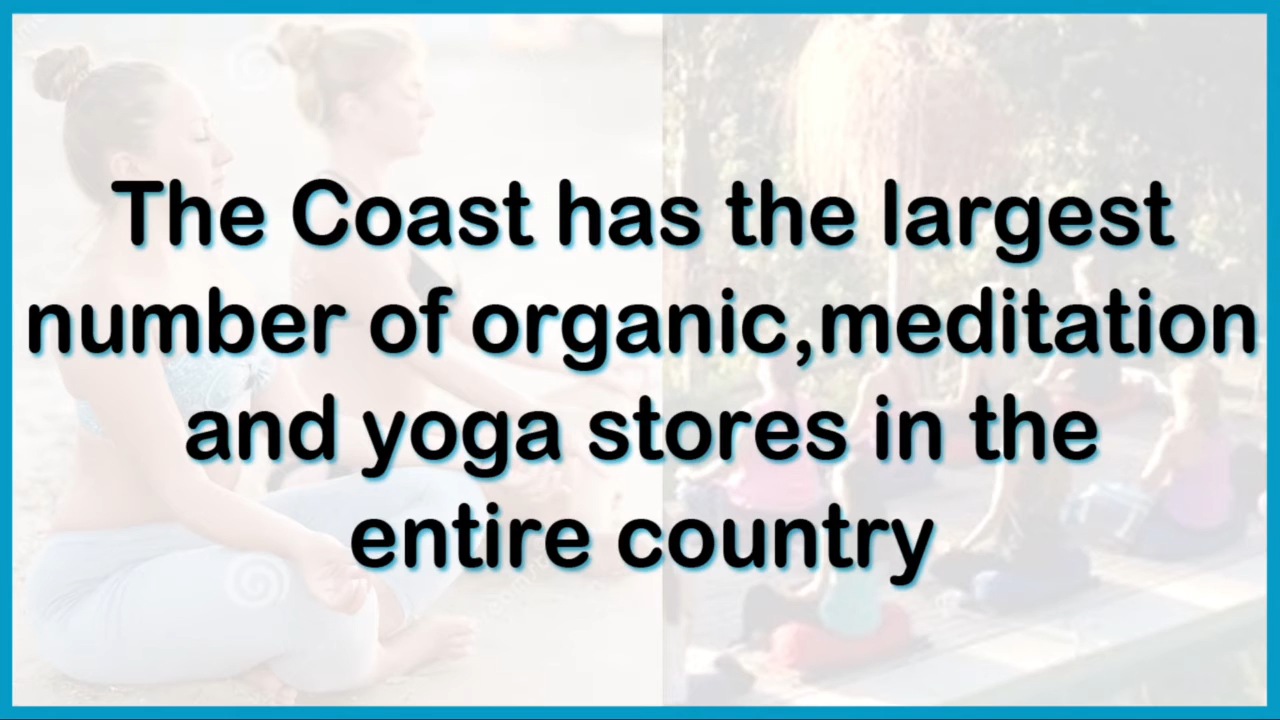 The Coast has the largest
number of organic,meditation
and yoga stores in the
entire country